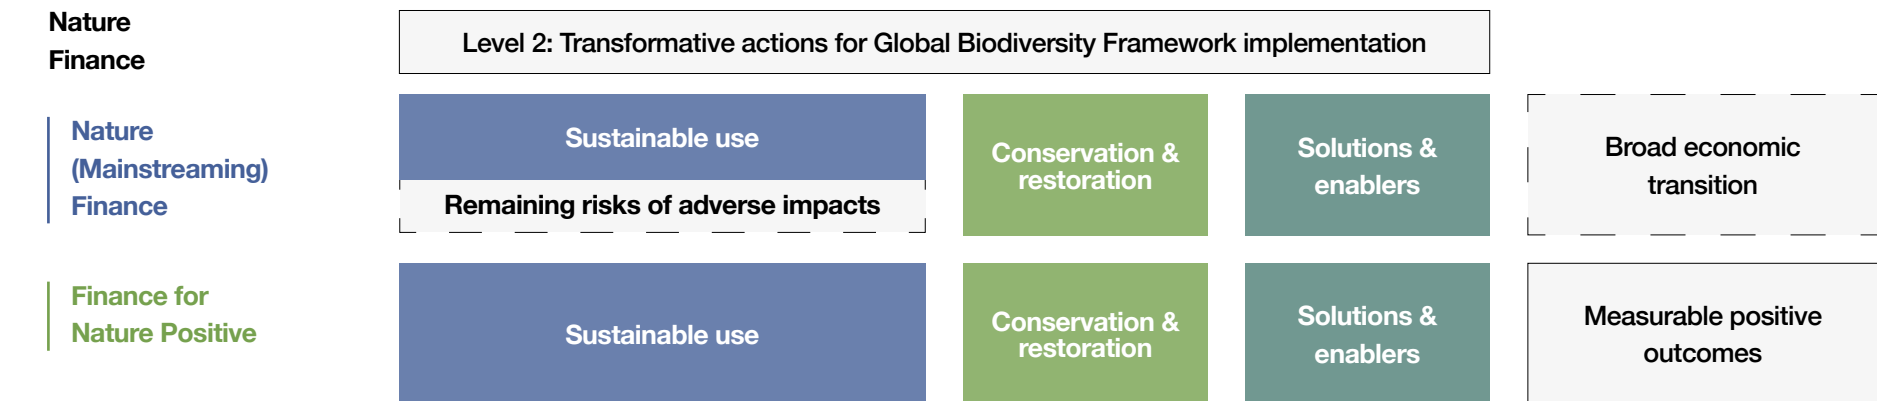 Nature
Finance
Level 2: Transformative actions for Global Biodiversity Framework implementation
Nature
(Mainstreaming)
Finance
Sustainable use
Remaining risks of adverse impacts
Conservation &
restoration
Solutions &
enablers
Broad economic
transition
Finance for
Nature Positive
Sustainable use
Conservation &
restoration
Solutions &
enablers
Measurable positive
outcomes